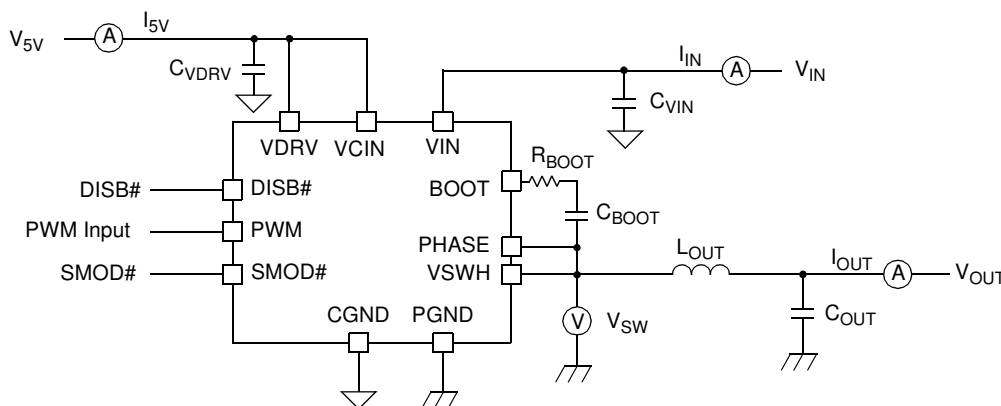 V5V
A
I5V
CVDRV
IIN
A
VIN
CVIN
VDRV
VCIN
VIN
RBOOT
BOOT
CBOOT
DISB#
DISB#
PWM Input
PWM
PHASE
SMOD#
SMOD#
VSWH
LOUT
IOUT
A
VOUT
CGND
PGND
V
VSW
COUT